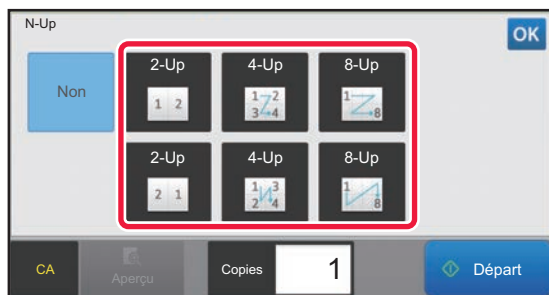 N-Up
OK
Non
2-Up 4-Up 8-Up
1 2
1 2
3 4
1 8
2-Up 4-Up 8-Up
2 1
1 3
2 4
1 8
CA
Aperçu
Copies
1
Départ